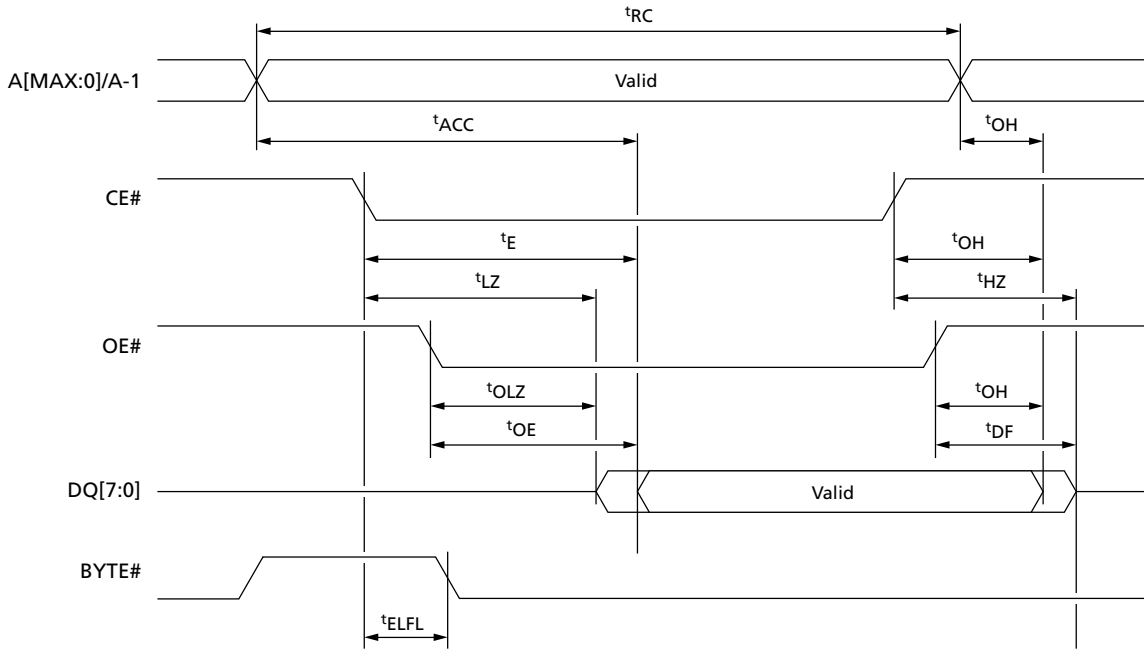 tRC
A[MAX:0]/A-1 Valid
tACC tOH
CE#
tE tOH
tLZ tHZ
OE#
tOLZ tOH
tOE tDF
DQ[7:0] Valid
BYTE#
tELFL